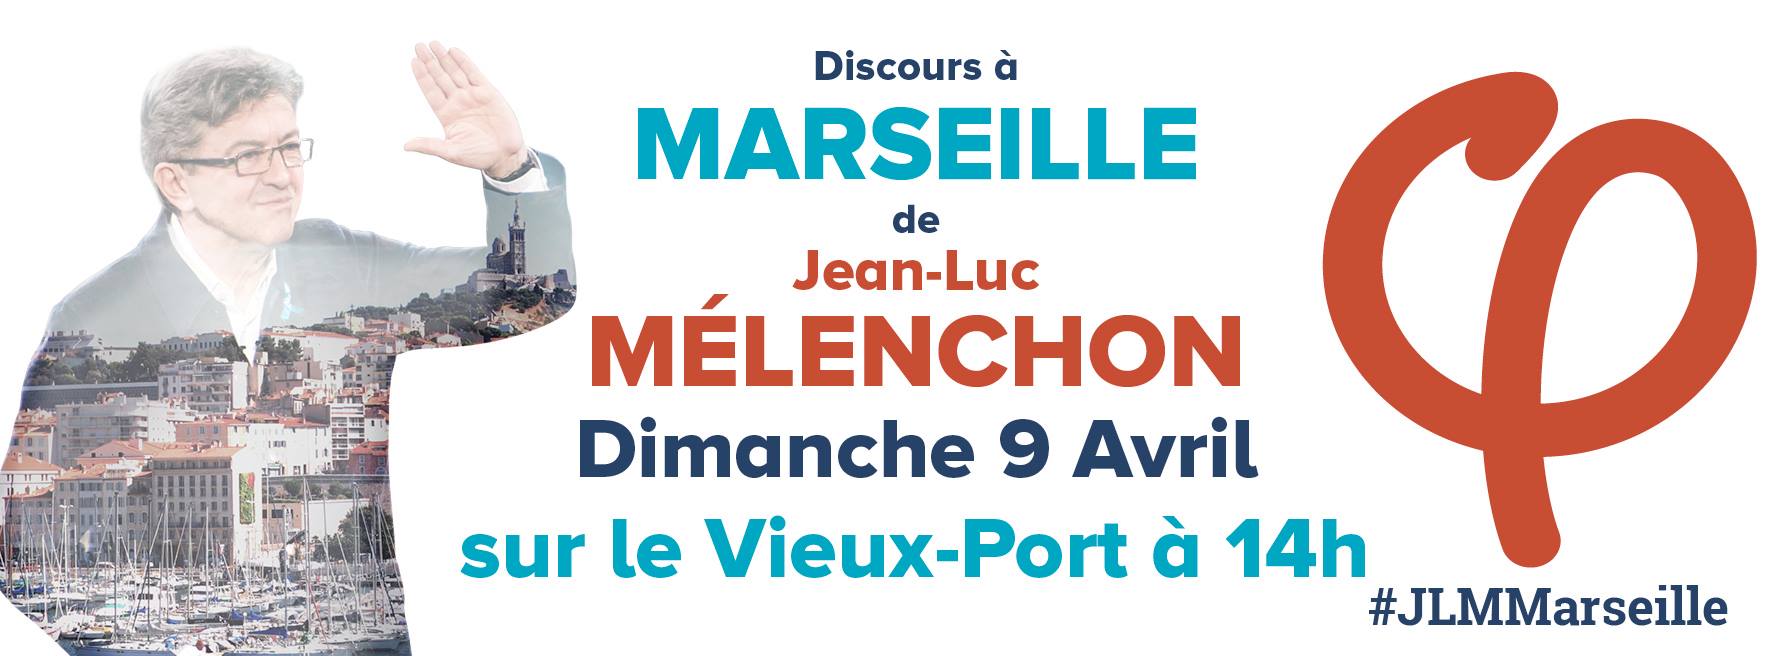 Discours à
MARSEILLE
de
Jean-Luc
MÉLENCHON
Dimanche 9 Avril
sur le Vieux-Port à 14h
#JLMMarseille